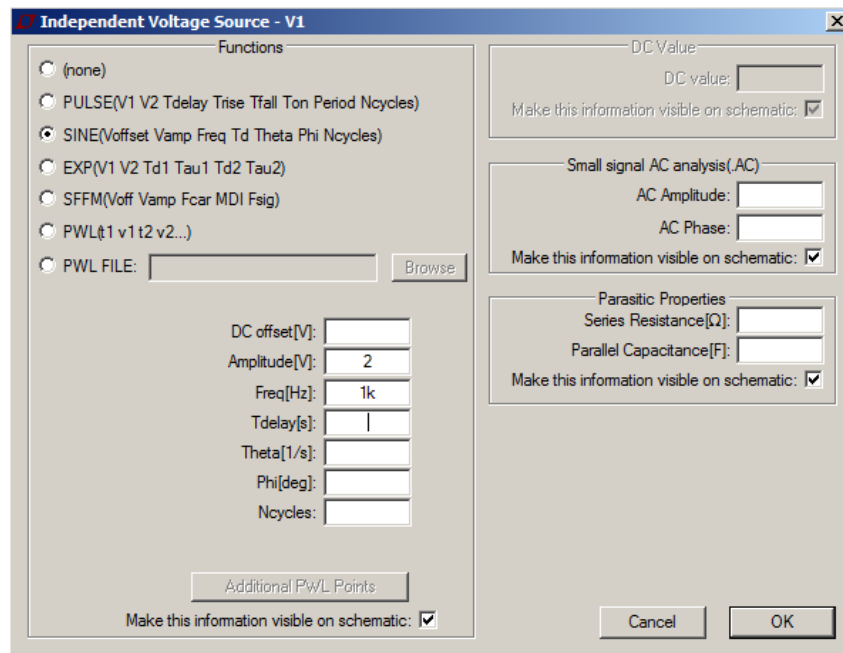 Independent Voltage Source - V1
Functions
(none)
PULSE(V1 V2 Tdelay Trise Tfall Ton Period Ncycles)
SINE(Voffset Vamp Freq Td Theta Phi Ncycles)
EXP(V1 V2 Td1 Tau1 Td2 Tau2)
SFFM(Voff Vamp Fcar MDI Fsig)
PWL(t1 v1 t2 v2...)
PWL FILE: Browse
DC offset[V]:
Amplitude[V]: 2
Freq[Hz]: 1k
Tdelay[s]:
Theta[1/s]:
Phi[deg]:
Ncycles:
Additional PWL Points
Make this information visible on schematic:
DC Value
DC value:
Make this information visible on schematic:
Small signal AC analysis(.AC)
AC Amplitude:
AC Phase:
Make this information visible on schematic:
Parasitic Properties
Series Resistance[Ω]:
Parallel Capacitance[F]:
Make this information visible on schematic:
Cancel OK